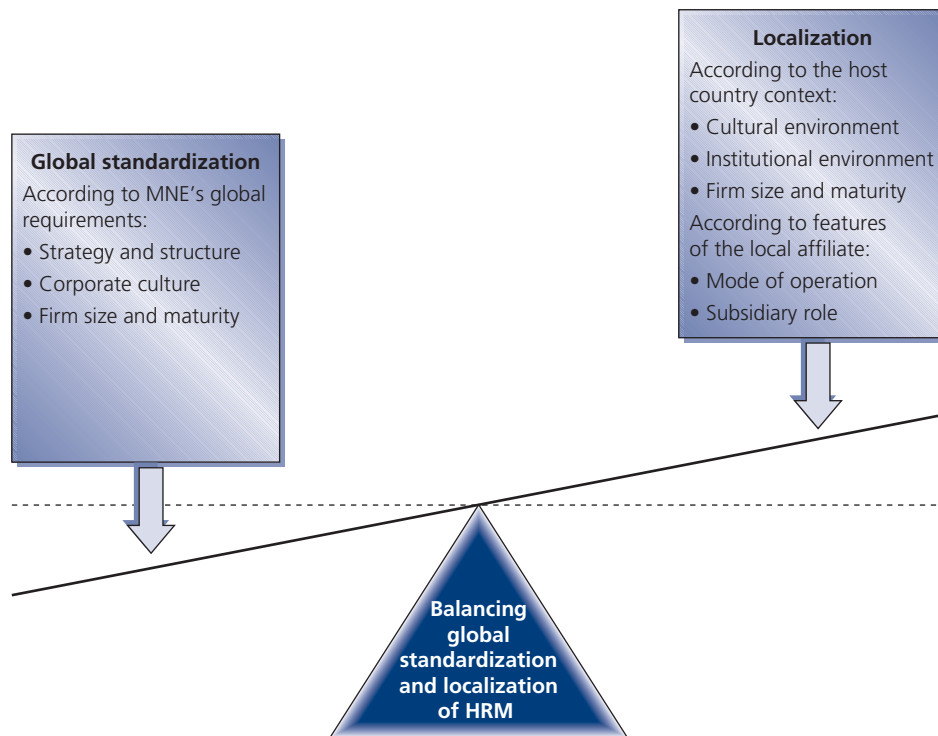 Global standardization
According to MNE's global
requirements:
• Strategy and structure
• Corporate culture
• Firm size and maturity
Localization
According to the host
country context:
• Cultural environment
• Institutional environment
• Firm size and maturity
According to features
of the local affiliate:
• Mode of operation
• Subsidiary role
Balancing
global
standardization
and localization
of HRM